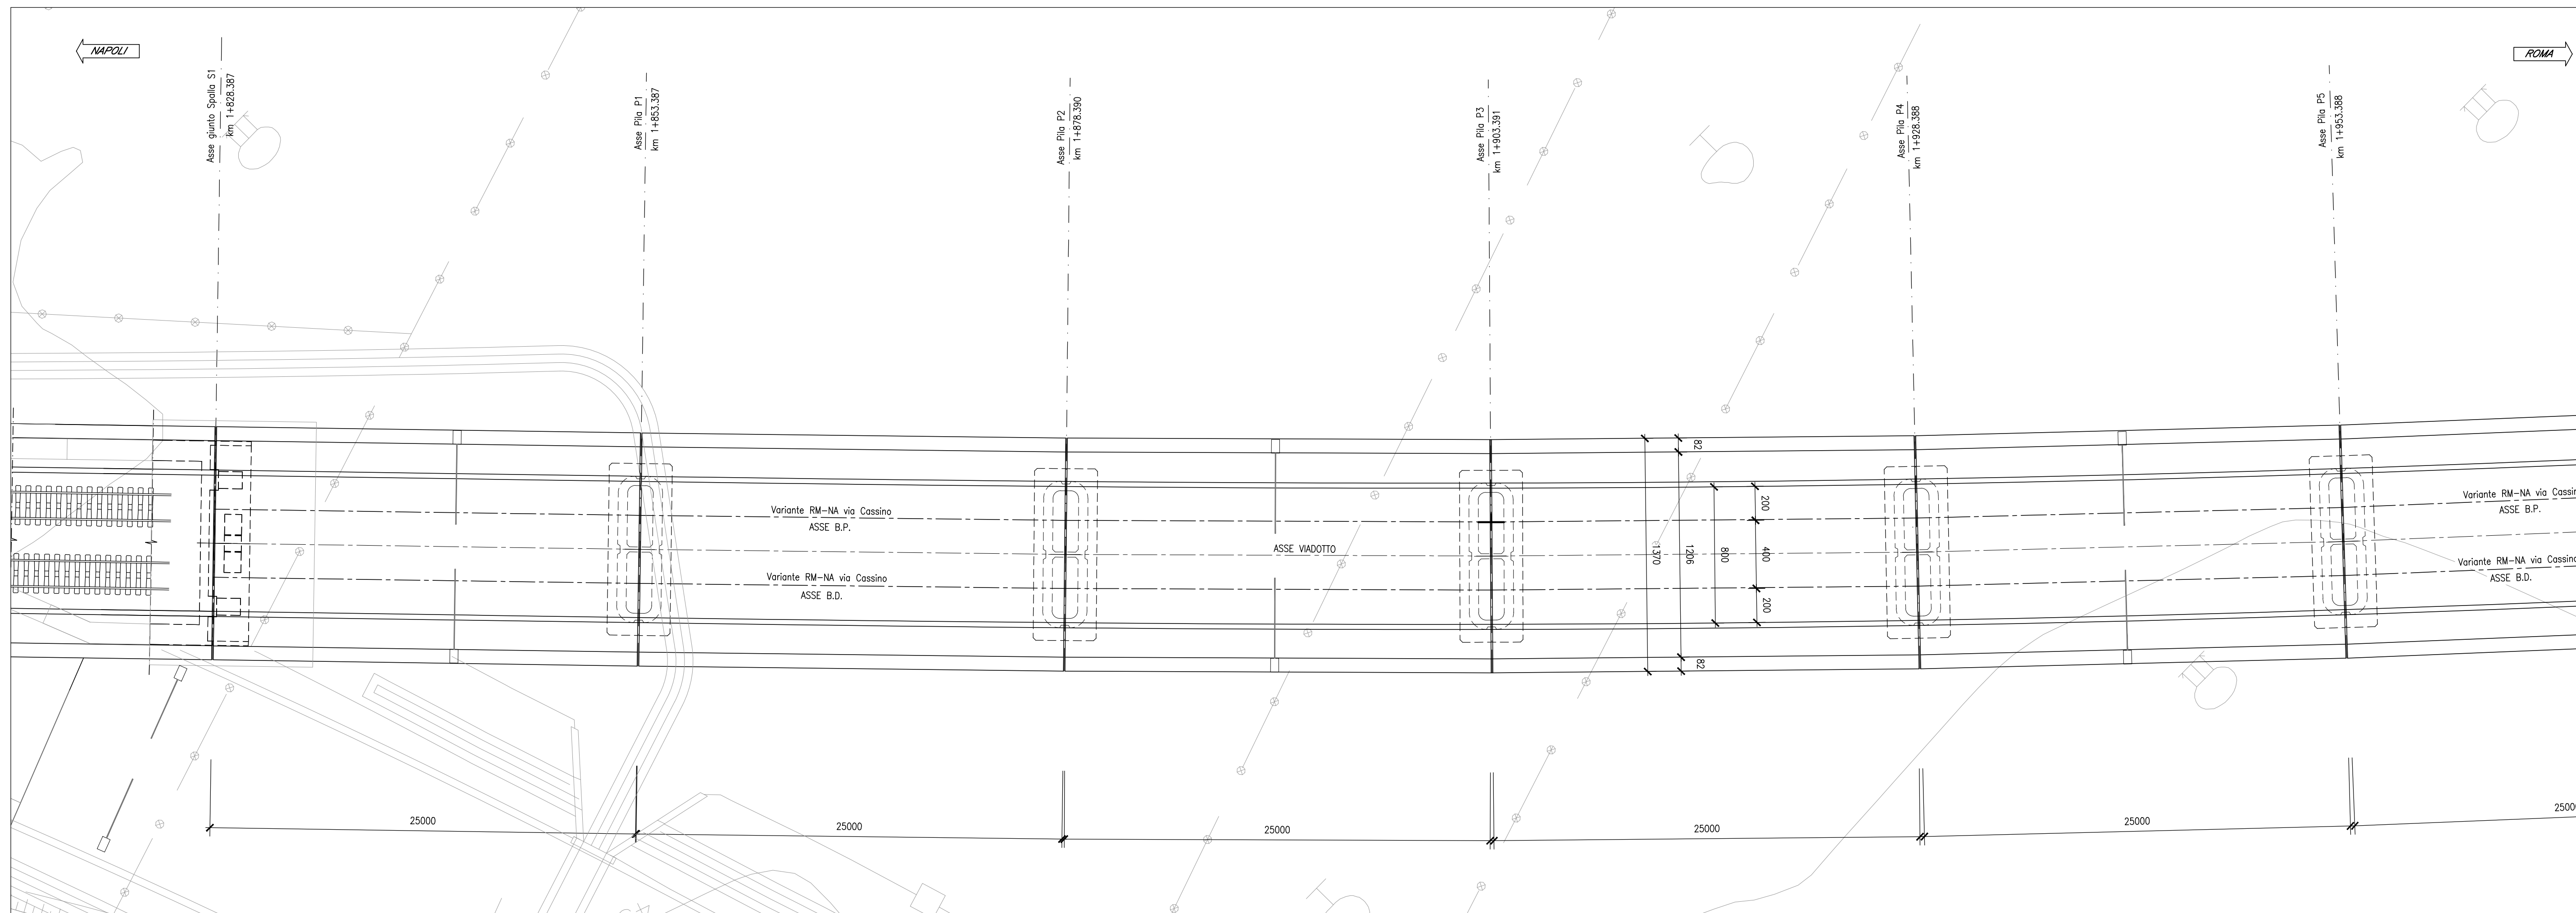 NAPOLI
ROMA
Asse giunto Spalla S1
km 1+828.387
Asse Pila P1
km 1+853.387
Asse Pila P2
km 1+878.390
Asse Pila P3
km 1+903.391
Asse Pila P4
km 1+928.388
Asse Pila P5
km 1+953.388
Variante RM-NA via Cassino
ASSE B.P.
Variante RM-NA via Cassino
ASSE B.D.
ASSE VIADOTTO
82
1370
1206
800
200
400
200
82
Variante RM-NA via Cassin
ASSE B.P.
Variante RM-NA via Cassino
ASSE B.D.
25000
25000
25000
25000
25000
2500